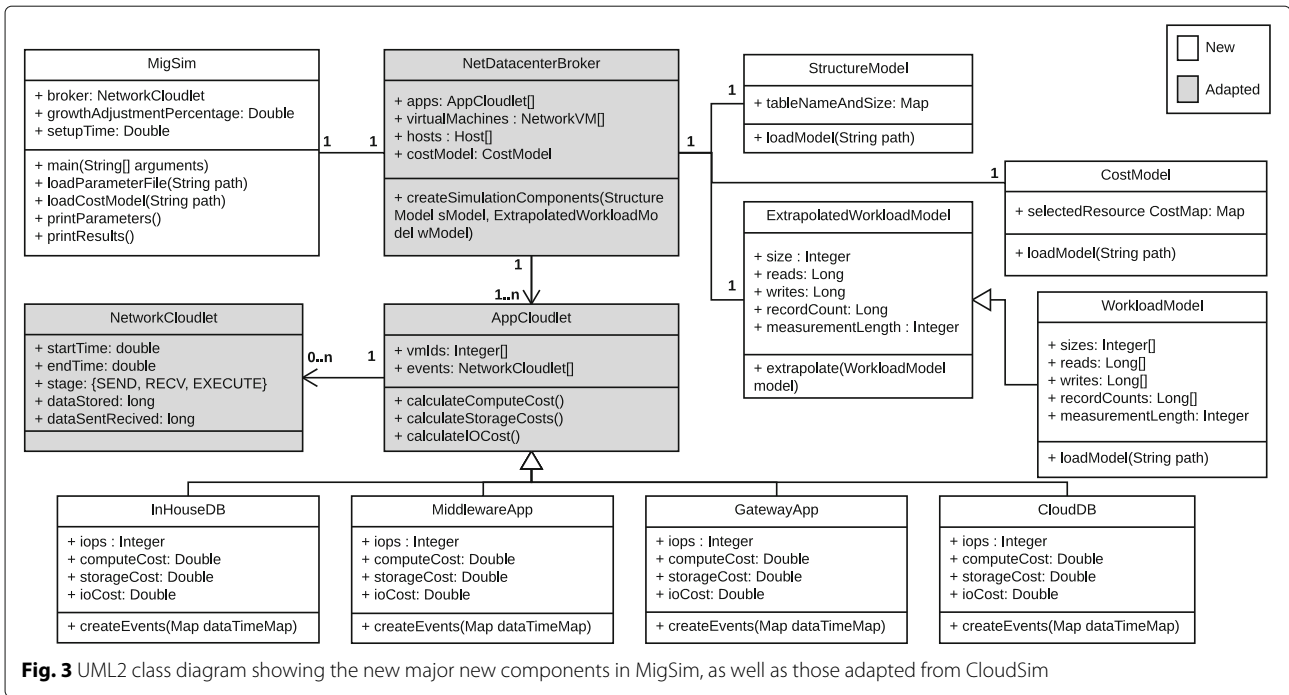 New
Adapted
MigSim
+ broker: NetworkCloudlet
+ growthAdjustmentPercentage: Double
+ setupTime: Double
+ main(String[] arguments)
+ loadParameterFile(String path)
+ loadCostModel(String path)
+ printParameters()
+ printResults()
1
1
NetDatacenterBroker
+ apps: AppCloudlet[]
+ virtualMachines : NetworkVM[]
+ hosts : Host[]
+ costModel: CostModel
+ createSimulationComponents(Structure
Model sModel, ExtrapolatedWorkloadMo
del wModel)
1
1
StructureModel
+ tableNameAndSize: Map
+ loadModel(String path)
1
CostModel
+ selectedResource CostMap: Map
+ loadModel(String path)
1
ExtrapolatedWorkloadModel
+ size : Integer
+ reads: Long
+ writes: Long
+ recordCount: Long
+ measurementLength : Integer
+ extrapolate(WorkloadModel
model)
WorkloadModel
+ sizes: Integer[]
+ reads: Long[]
+ writes: Long[]
+ recordCounts: Long[]
+ measurementLength: Integer
+ loadModel(String path)
1
1..n
NetworkCloudlet
+ startTime: double
+ endTime: double
+ stage: {SEND, RECV, EXECUTE}
+ dataStored: long
+ dataSentRecived: long
0..n
1
AppCloudlet
+ vmIds: Integer[]
+ events: NetworkCloudlet[]
+ calculateComputeCost()
+ calculateStorageCosts()
+ calculateIOCost()
InHouseDB
+ iops : Integer
+ computeCost: Double
+ storageCost: Double
+ ioCost: Double
+ createEvents(Map dataTimeMap)
MiddlewareApp
+ iops : Integer
+ computeCost: Double
+ storageCost: Double
+ ioCost: Double
+ createEvents(Map dataTimeMap)
GatewayApp
+ iops : Integer
+ computeCost: Double
+ storageCost: Double
+ ioCost: Double
+ createEvents(Map dataTimeMap)
CloudDB
+ iops : Integer
+ computeCost: Double
+ storageCost: Double
+ ioCost: Double
+ createEvents(Map dataTimeMap)
Fig. 3 UML2 class diagram showing the new major new components in MigSim, as well as those adapted from CloudSim